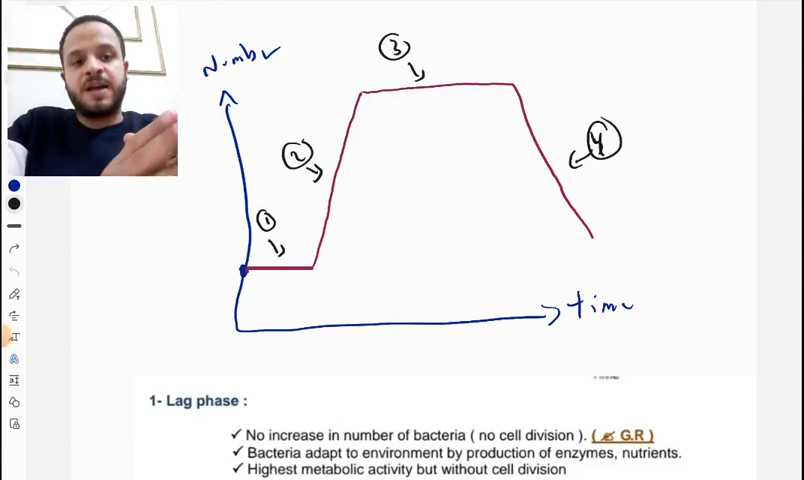 Number
③
②
④
①
time
1- Lag phase :
✓ No increase in number of bacteria ( no cell division ). ( ✍ G.R )
✓ Bacteria adapt to environment by production of enzymes, nutrients.
✓ Highest metabolic activity but without cell division